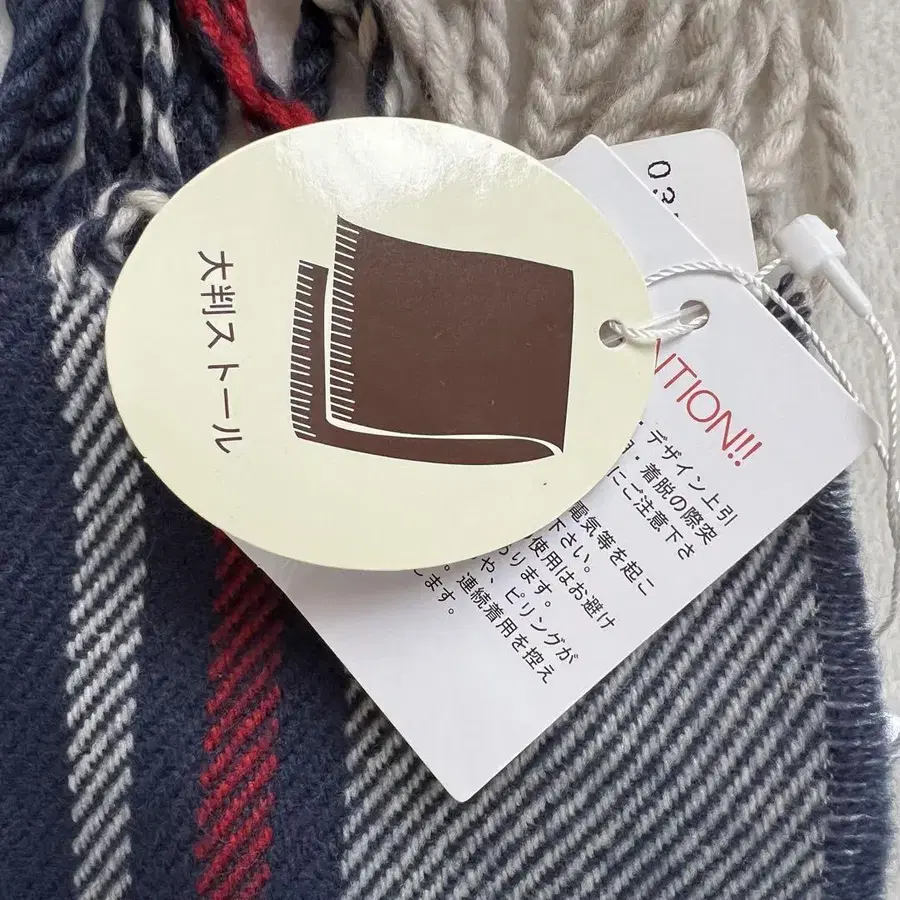 大判ストール
03
NTION!!
・デザイン上引
・着脱の際突
にご注意下さ
電気等を起こ
下さい。
の使用はお避け
ります。
や、ピリングが
。連続着用を控え
します。